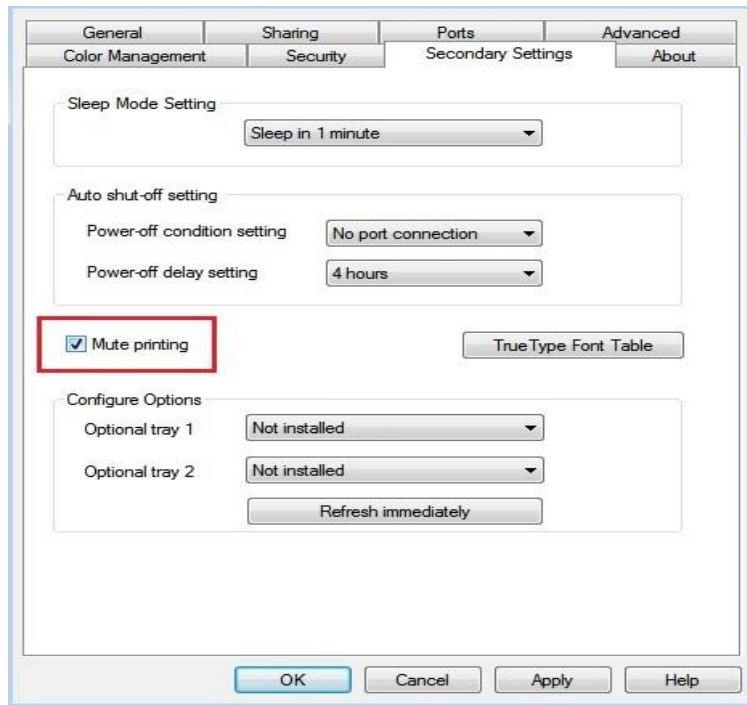 General Sharing Ports Advanced
Color Management Security Secondary Settings About
Sleep Mode Setting
Sleep in 1 minute
Auto shut-off setting
Power-off condition setting No port connection
Power-off delay setting 4 hours
Mute printing TrueType Font Table
Configure Options
Optional tray 1 Not installed
Optional tray 2 Not installed
Refresh immediately
OK Cancel Apply Help